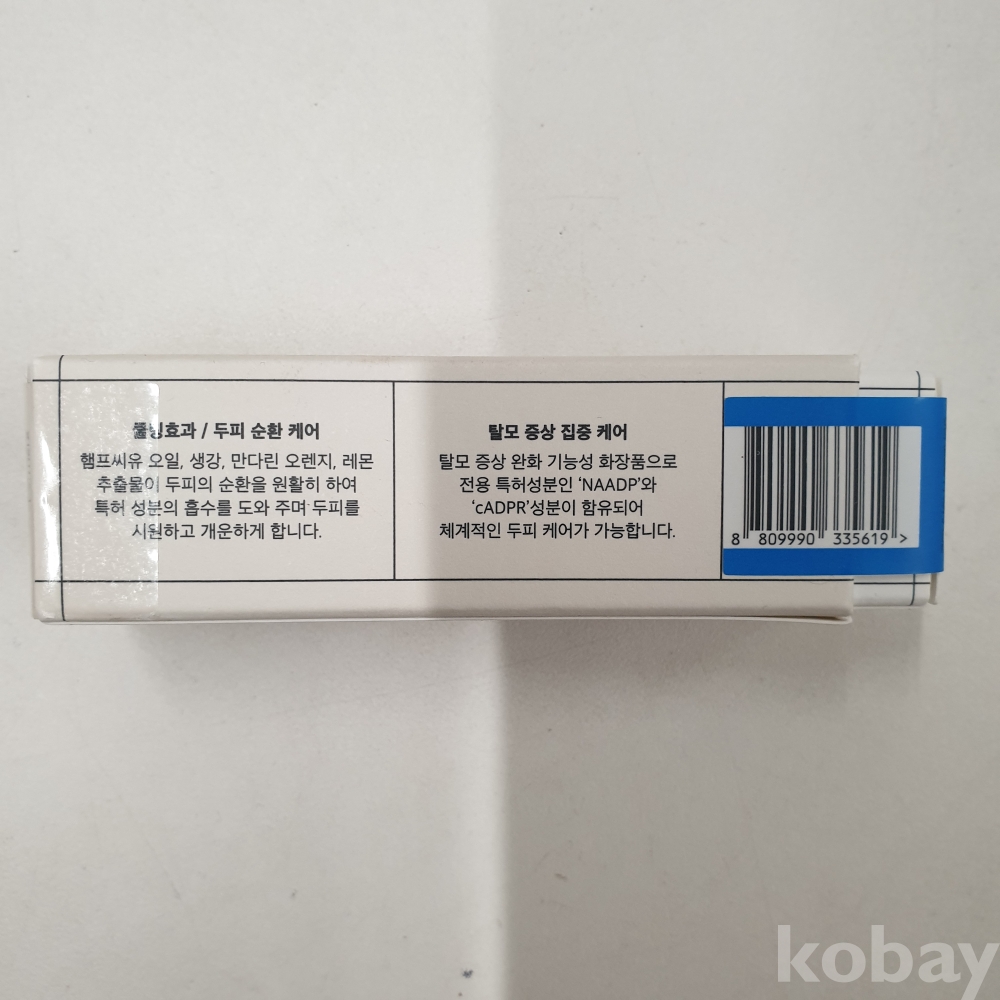 쿨링효과 / 두피 순환 케어
햄프씨유 오일, 생강, 만다린 오렌지, 레몬
추출물이 두피의 순환을 원활히 하여
특허 성분의 흡수를 도와 주며 두피를
시원하고 개운하게 합니다.
탈모 증상 집중 케어
탈모 증상 완화 기능성 화장품으로
전용 특허성분인 ‘NAADP’와
‘cADPR’성분이 함유되어
체계적인 두피 케어가 가능합니다.
8 809990 335619 >
kobay